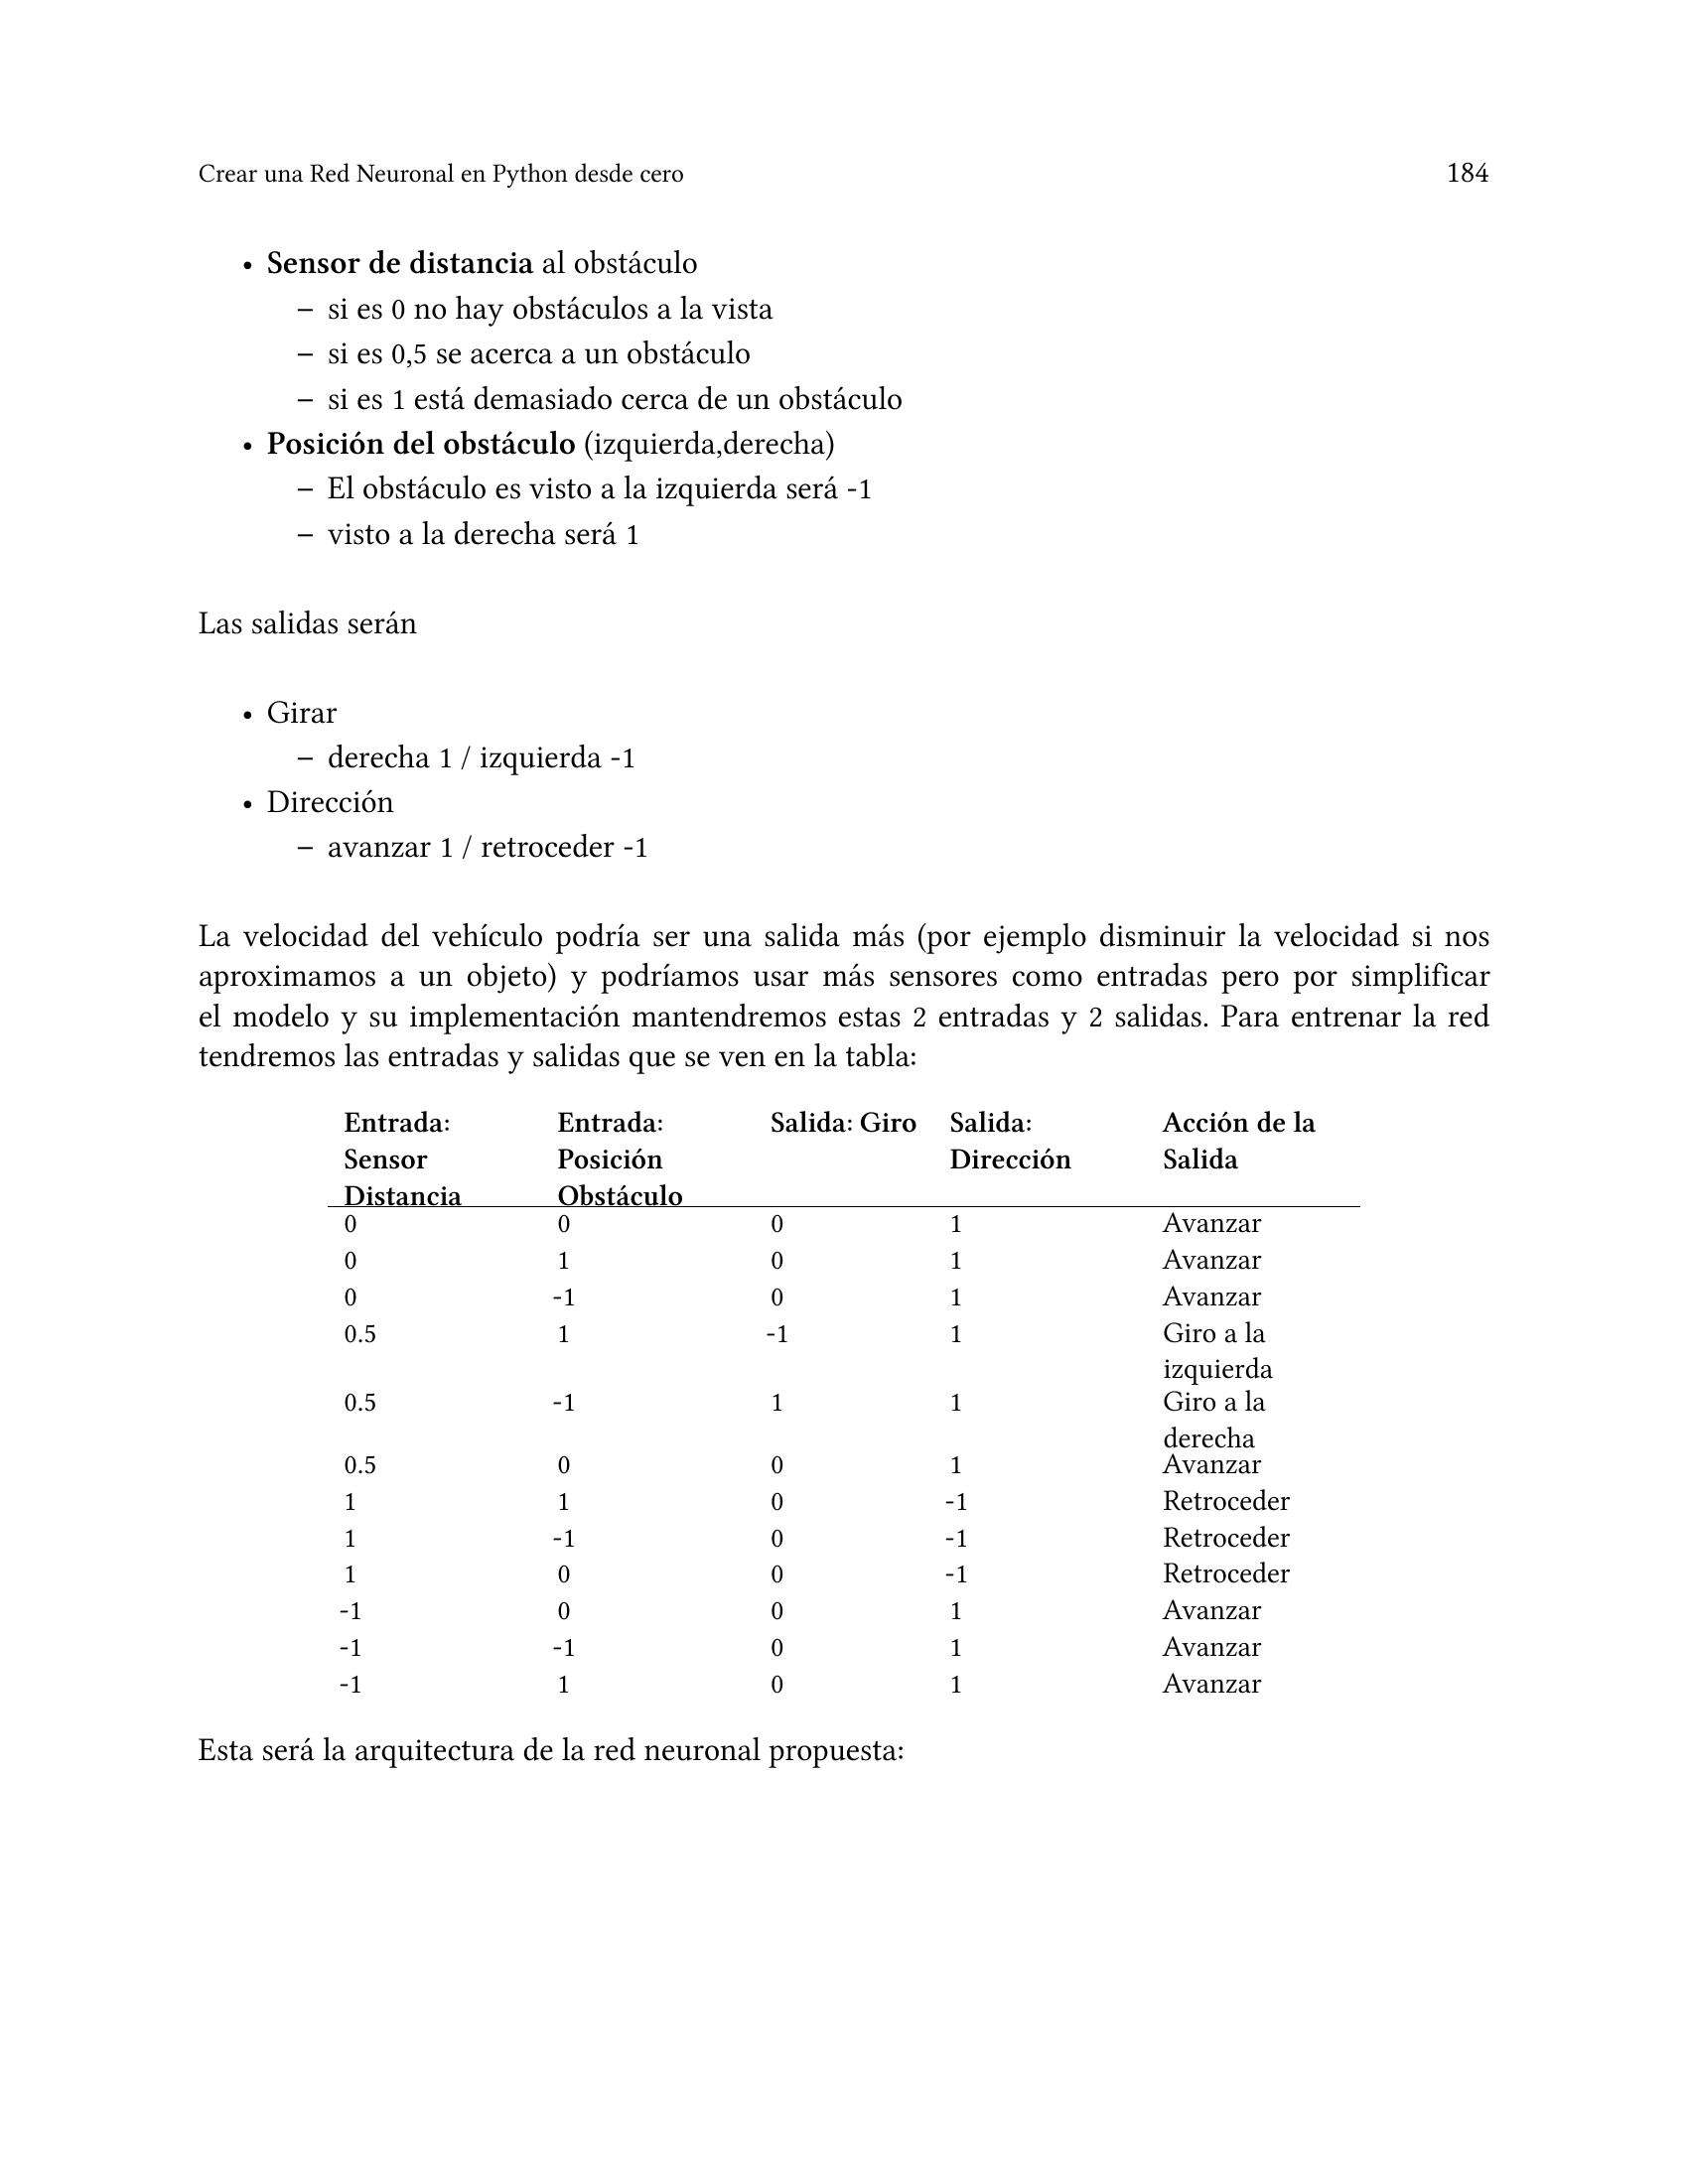 Crear una Red Neuronal en Python desde cero 184
• Sensor de distancia al obstáculo
– si es 0 no hay obstáculos a la vista
– si es 0,5 se acerca a un obstáculo
– si es 1 está demasiado cerca de un obstáculo
• Posición del obstáculo (izquierda,derecha)
– El obstáculo es visto a la izquierda será -1
– visto a la derecha será 1
Las salidas serán
• Girar
– derecha 1 / izquierda -1
• Dirección
– avanzar 1 / retroceder -1
La velocidad del vehículo podría ser una salida más (por ejemplo disminuir la velocidad si nos
aproximamos a un objeto) y podríamos usar más sensores como entradas pero por simplificar
el modelo y su implementación mantendremos estas 2 entradas y 2 salidas. Para entrenar la red
tendremos las entradas y salidas que se ven en la tabla:
Entrada: Entrada: Salida: Giro Salida: Acción de la
Sensor Posición Dirección Salida
Distancia Obstáculo
0 0 0 1 Avanzar
0 1 0 1 Avanzar
0 -1 0 1 Avanzar
0.5 1 -1 1 Giro a la
izquierda
0.5 -1 1 1 Giro a la
derecha
0.5 0 0 1 Avanzar
1 1 0 -1 Retroceder
1 -1 0 -1 Retroceder
1 0 0 -1 Retroceder
-1 0 0 1 Avanzar
-1 -1 0 1 Avanzar
-1 1 0 1 Avanzar
Esta será la arquitectura de la red neuronal propuesta: